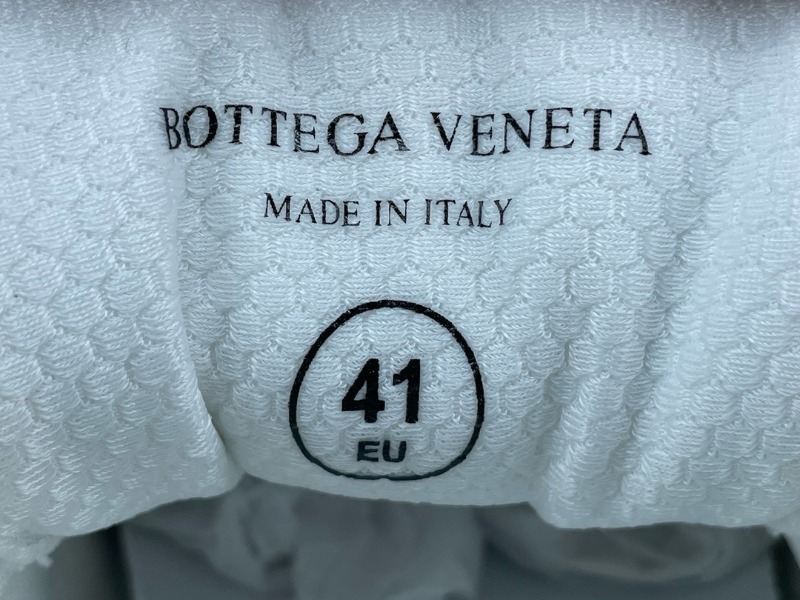 BOTTEGA VENETA
MADE IN ITALY
41
EU